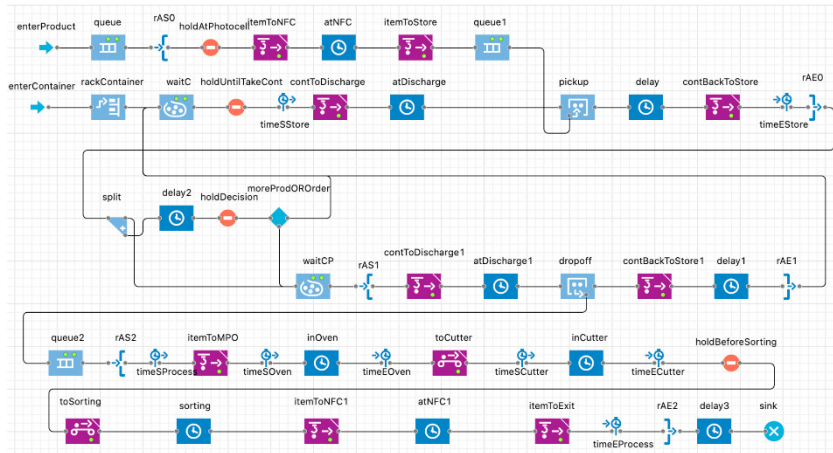 enterProduct queue rAS0 holdAtPhotocell itemToNFC atNFC itemToStore queue1
enterContainer rackContainer waitC holdUntilTakeCont contToDischarge atDischarge pickup delay contBackToStore rAE0
timeSStore timeEStore
split delay2 holdDecision moreProdOROrder
waitCP rAS1 contToDischarge1 atDischarge1 dropoff contBackToStore1 delay1 rAE1
queue2 rAS2 itemToMPO inOven toCutter inCutter holdBeforeSorting
timeSProcess timeSOven timeEOven timeSCutter timeECutter
toSorting sorting itemToNFC1 atNFC1 itemToExit rAE2 delay3 sink
timeEProcess